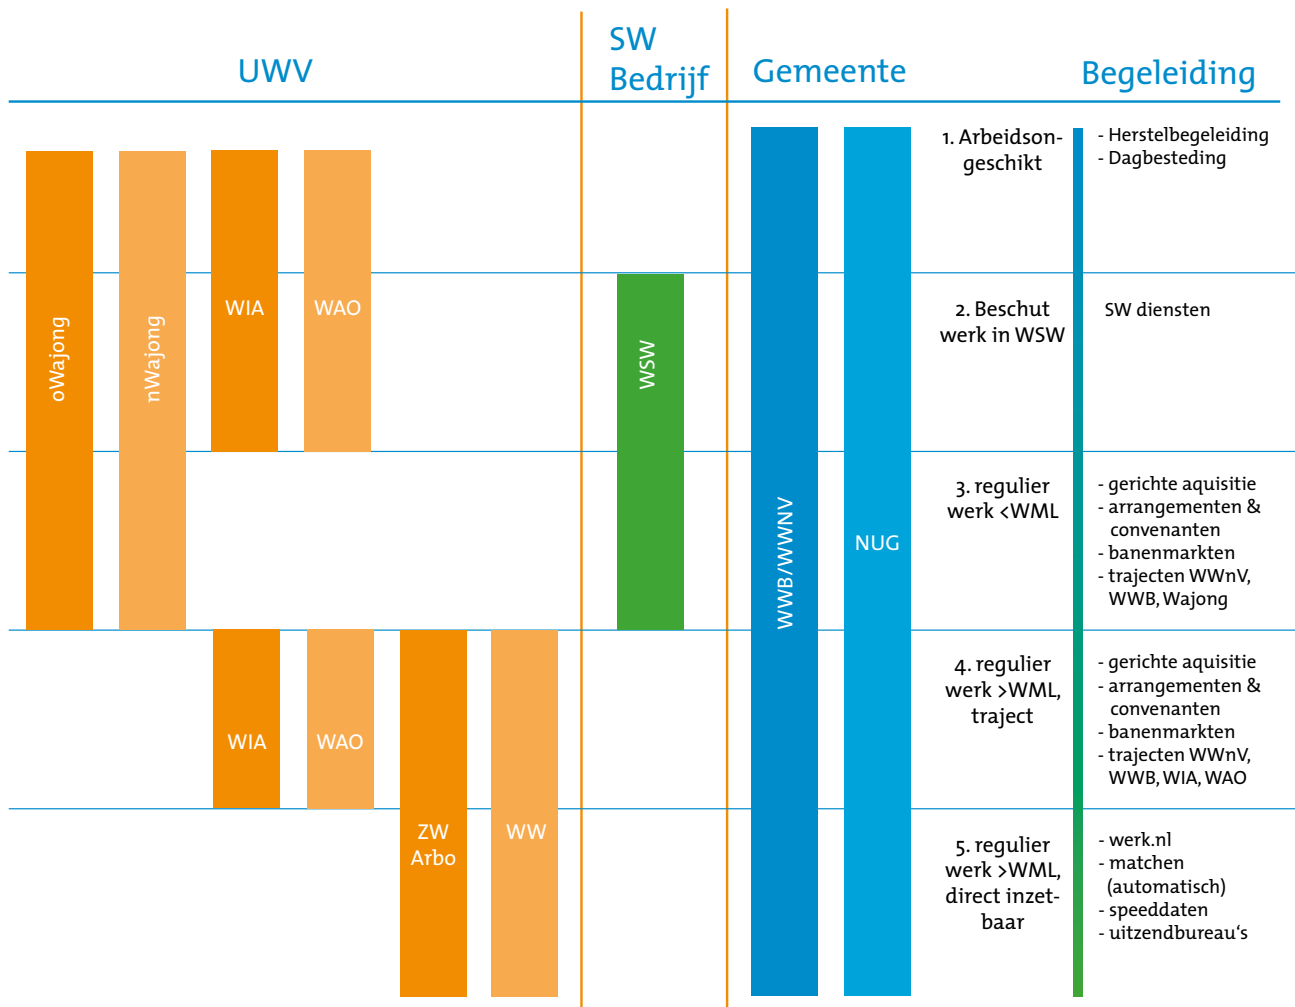 UWV
SW
Bedrijf
Gemeente
Begeleiding
oWajong
nWajong
WIA
WAO
WSW
WWB/WWNV
NUG
1. Arbeidson-
geschikt
- Herstelbegeleiding
- Dagbesteding
2. Beschut
werk in WSW
SW diensten
3. regulier
werk <WML
- gerichte aquisitie
- arrangementen &
convenanten
- banenmarkten
- trajecten WWnV,
WWB, Wajong
WIA
WAO
ZW
Arbo
WW
4. regulier
werk >WML,
traject
- gerichte aquisitie
- arrangementen &
convenanten
- banenmarkten
- trajecten WWnV,
WWB, WIA, WAO
5. regulier
werk >WML,
direct inzet-
baar
- werk.nl
- matchen
(automatisch)
- speeddaten
- uitzendbureau‘s